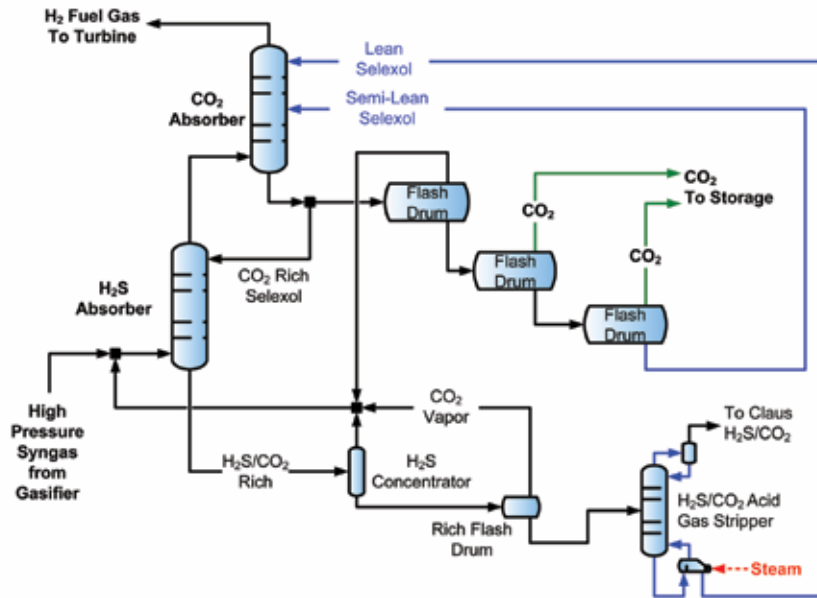 H₂ Fuel Gas
To Turbine
Lean
Selexol
CO₂
Absorber
Semi-Lean
Selexol
Flash
Drum
CO₂
CO₂
To Storage
Flash
Drum
CO₂
CO₂ Rich
Selexol
H₂S
Absorber
Flash
Drum
High
Pressure
Syngas
from
Gasifier
CO₂
Vapor
H₂S/CO₂
Rich
H₂S
Concentrator
Rich Flash
Drum
To Claus
H₂S/CO₂
H₂S/CO₂ Acid
Gas Stripper
Steam